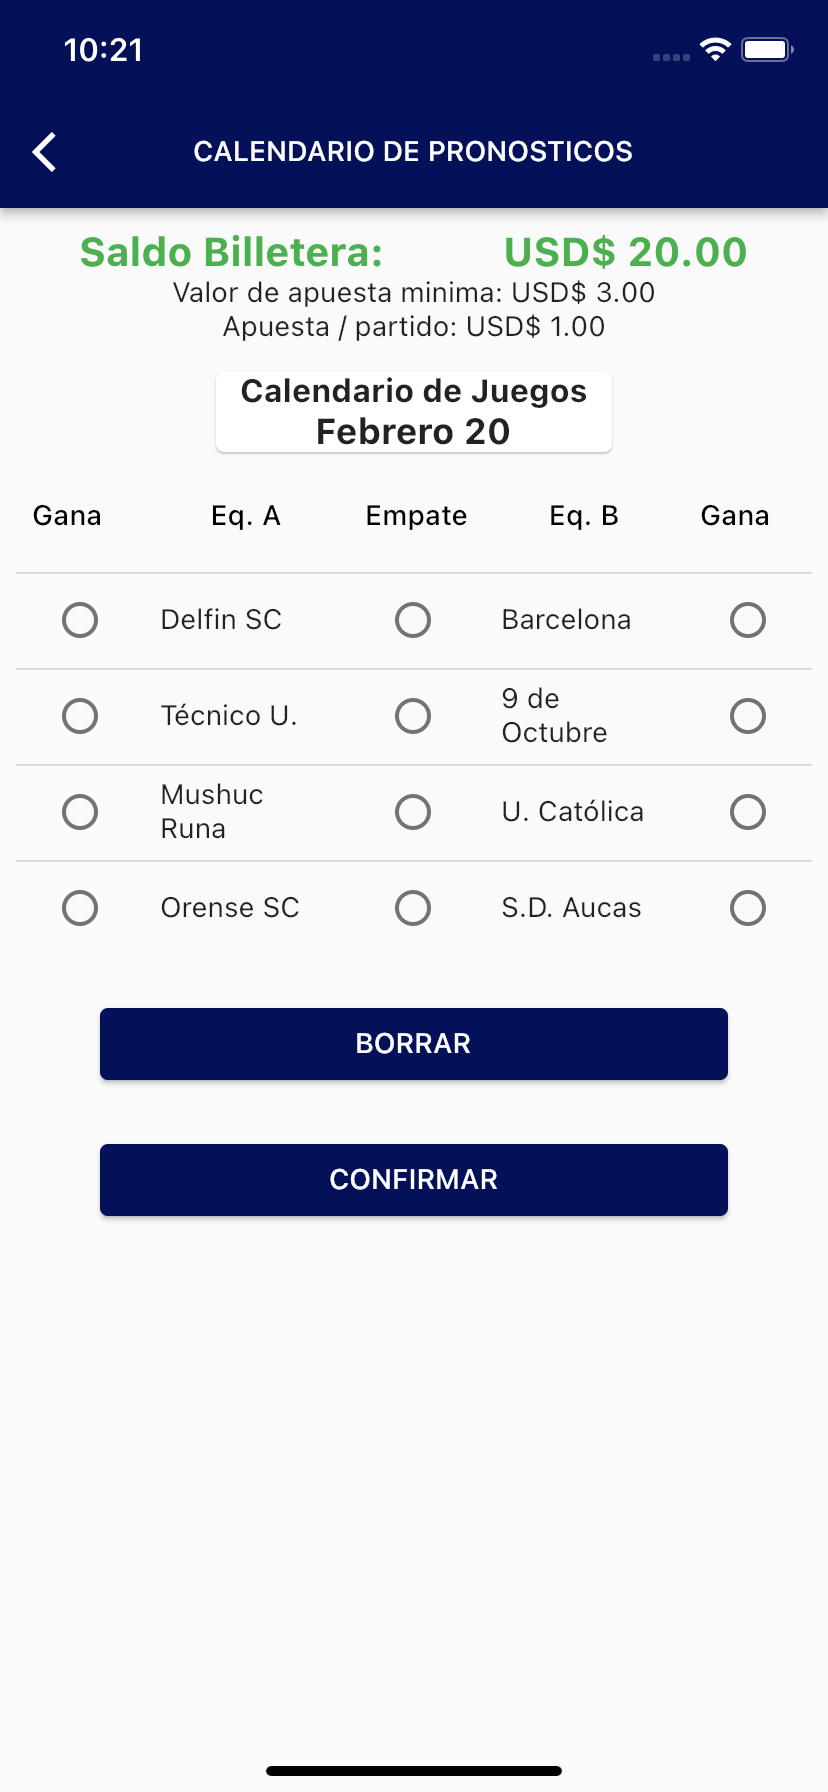 10:21
CALENDARIO DE PRONOSTICOS
Saldo Billetera: USD$ 20.00
Valor de apuesta minima: USD$ 3.00
Apuesta / partido: USD$ 1.00
Calendario de Juegos
Febrero 20
Gana Eq. A Empate Eq. B Gana
Delfin SC Barcelona
Técnico U. 9 de
Octubre
Mushuc
Runa U. Católica
Orense SC S.D. Aucas
BORRAR
CONFIRMAR